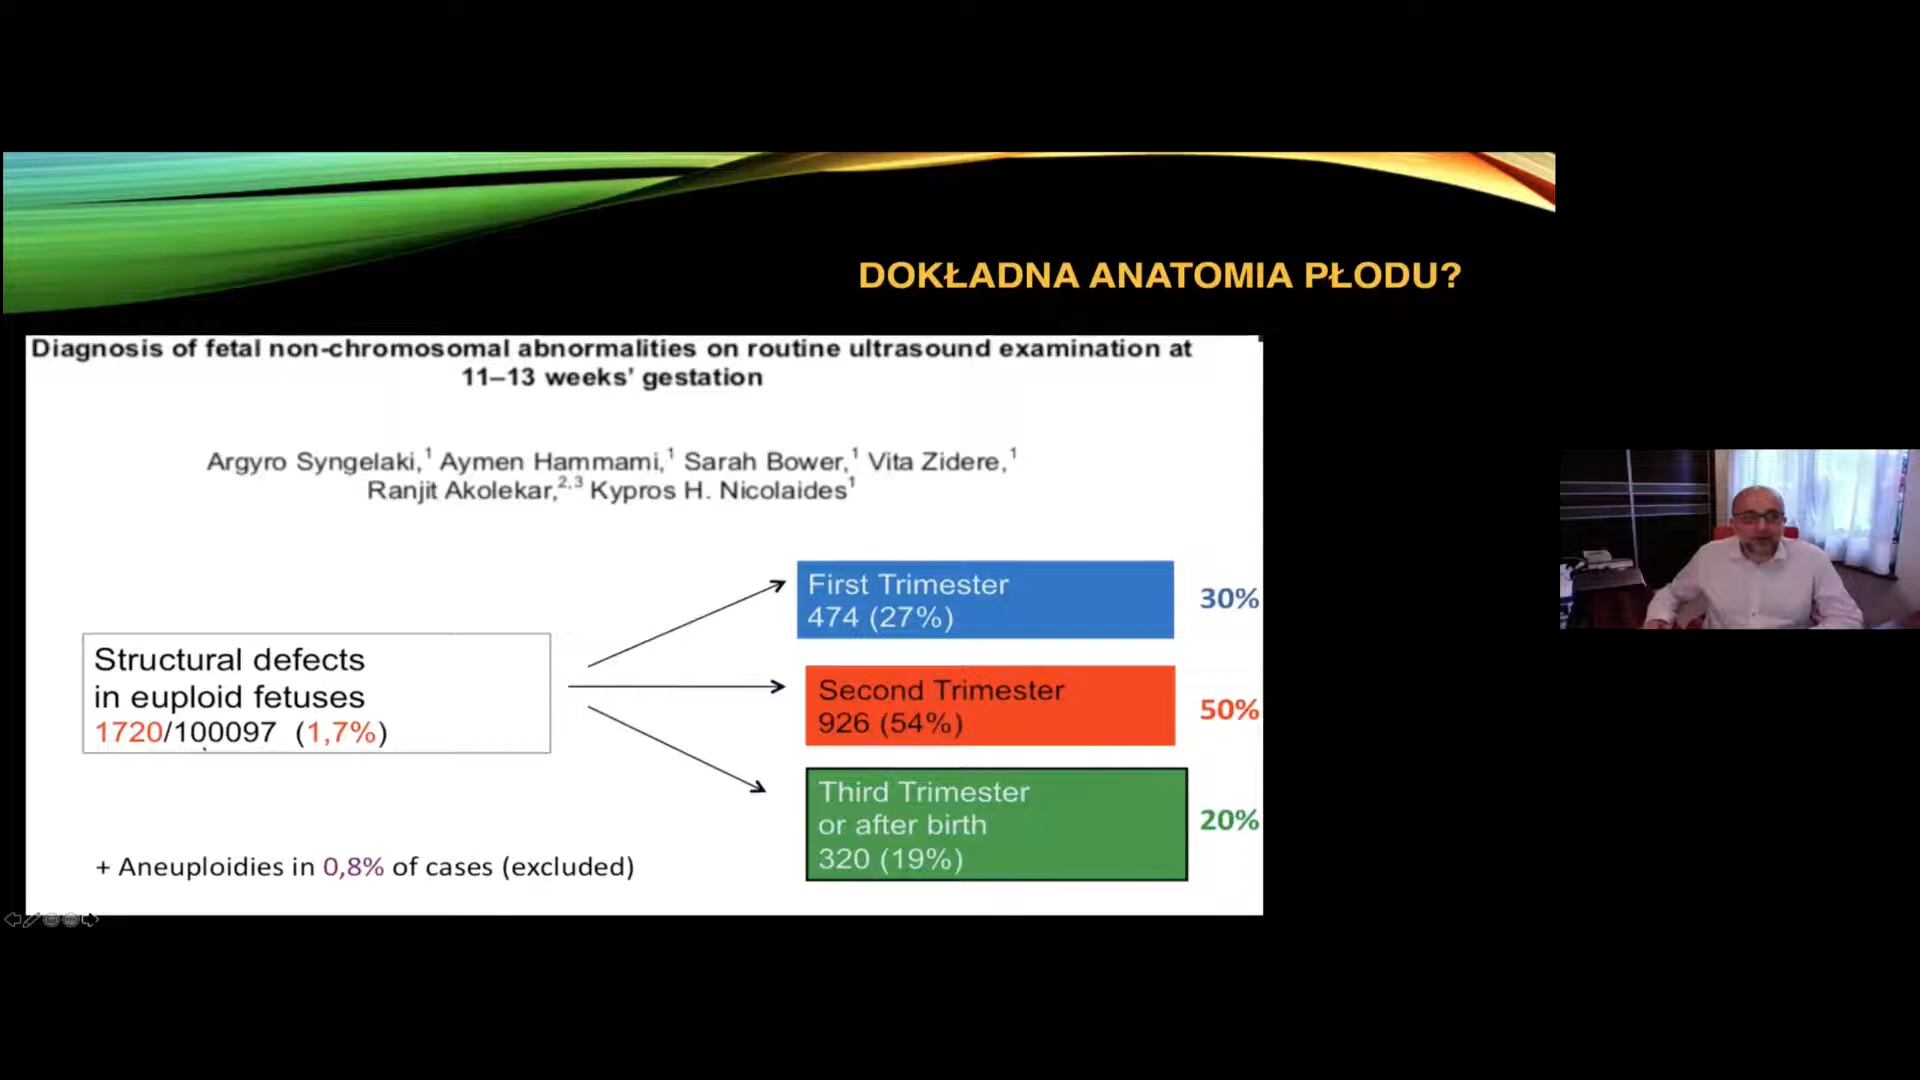 DOKŁADNA ANATOMIA PŁODU?
Diagnosis of fetal non-chromosomal abnormalities on routine ultrasound examination at
11–13 weeks’ gestation
Argyro Syngelaki,¹ Aymen Hammami,¹ Sarah Bower,¹ Vita Zidere,¹
Ranjit Akolekar,²,³ Kypros H. Nicolaides¹
Structural defects
in euploid fetuses
1720/100097 (1,7%)
First Trimester
474 (27%)
30%
Second Trimester
926 (54%)
50%
Third Trimester
or after birth
320 (19%)
20%
+ Aneuploidies in 0,8% of cases (excluded)